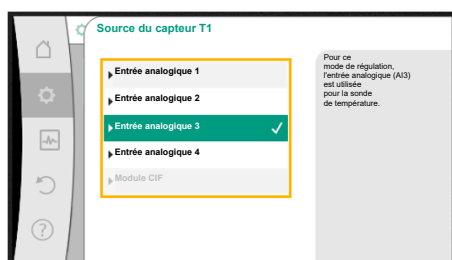 Source du capteur T1
Entrée analogique 1
Entrée analogique 2
Entrée analogique 3
Entrée analogique 4
Module CIF
Pour ce
mode de régulation,
l'entrée analogique (AI3)
est utilisée
pour la sonde
de température.